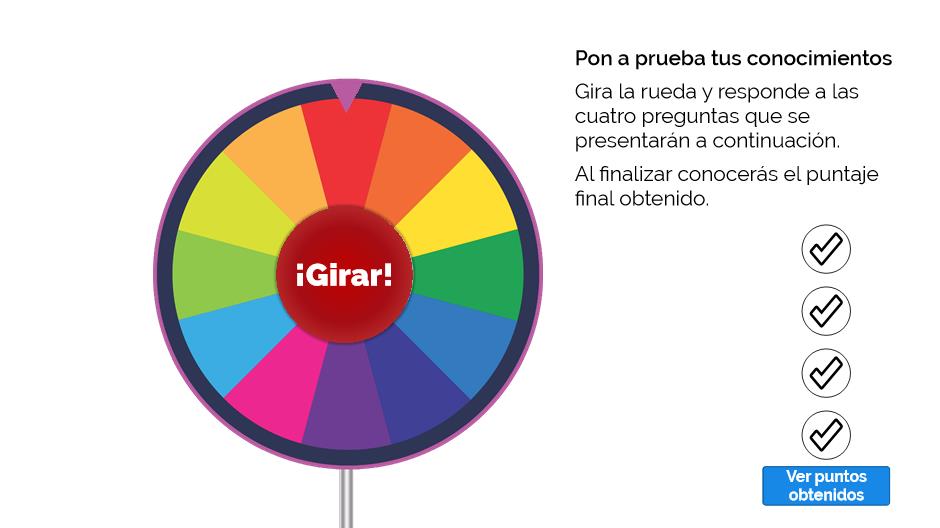 Pon a prueba tus conocimientos
Gira la rueda y responde a las
cuatro preguntas que se
presentarán a continuación.
Al finalizar conocerás el puntaje
final obtenido.
¡Girar!
Ver puntos
obtenidos